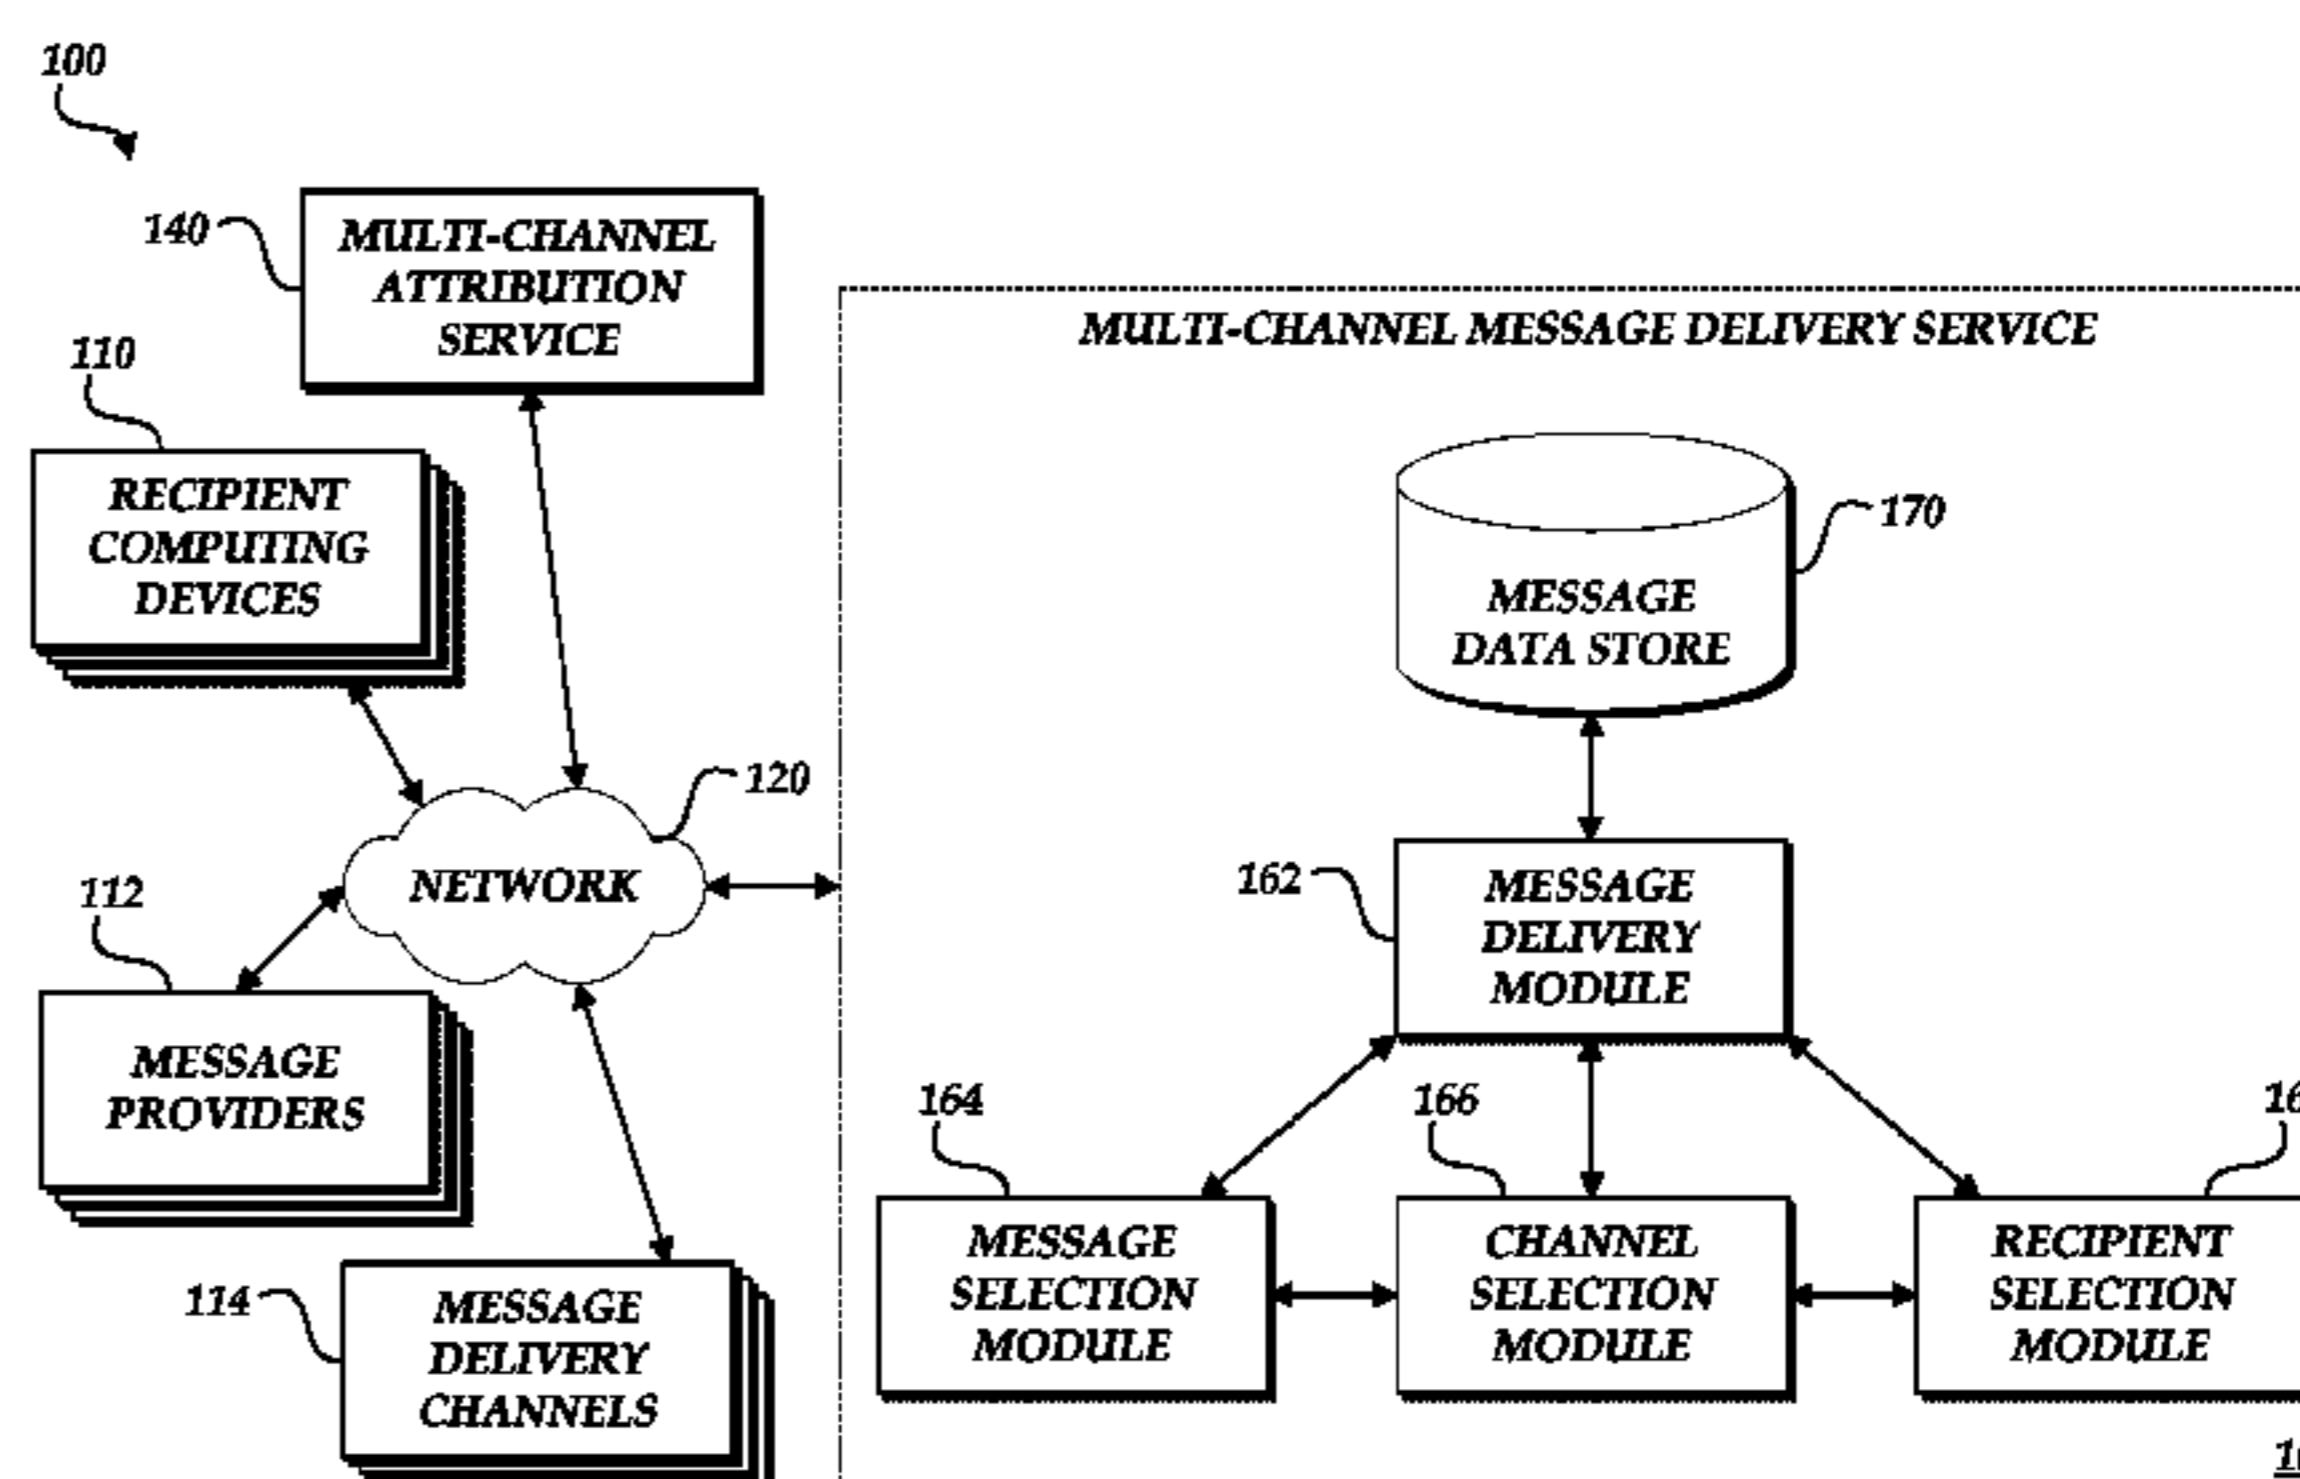 100
140
MULTI-CHANNEL
ATTRIBUTION
SERVICE
110
RECIPIENT
COMPUTING
DEVICES
120
NETWORK
112
MESSAGE
PROVIDERS
114
MESSAGE
DELIVERY
CHANNELS
MULTI-CHANNEL MESSAGE DELIVERY SERVICE
170
MESSAGE
DATA STORE
162
MESSAGE
DELIVERY
MODULE
164
MESSAGE
SELECTION
MODULE
166
CHANNEL
SELECTION
MODULE
RECIPIENT
SELECTION
MODULE